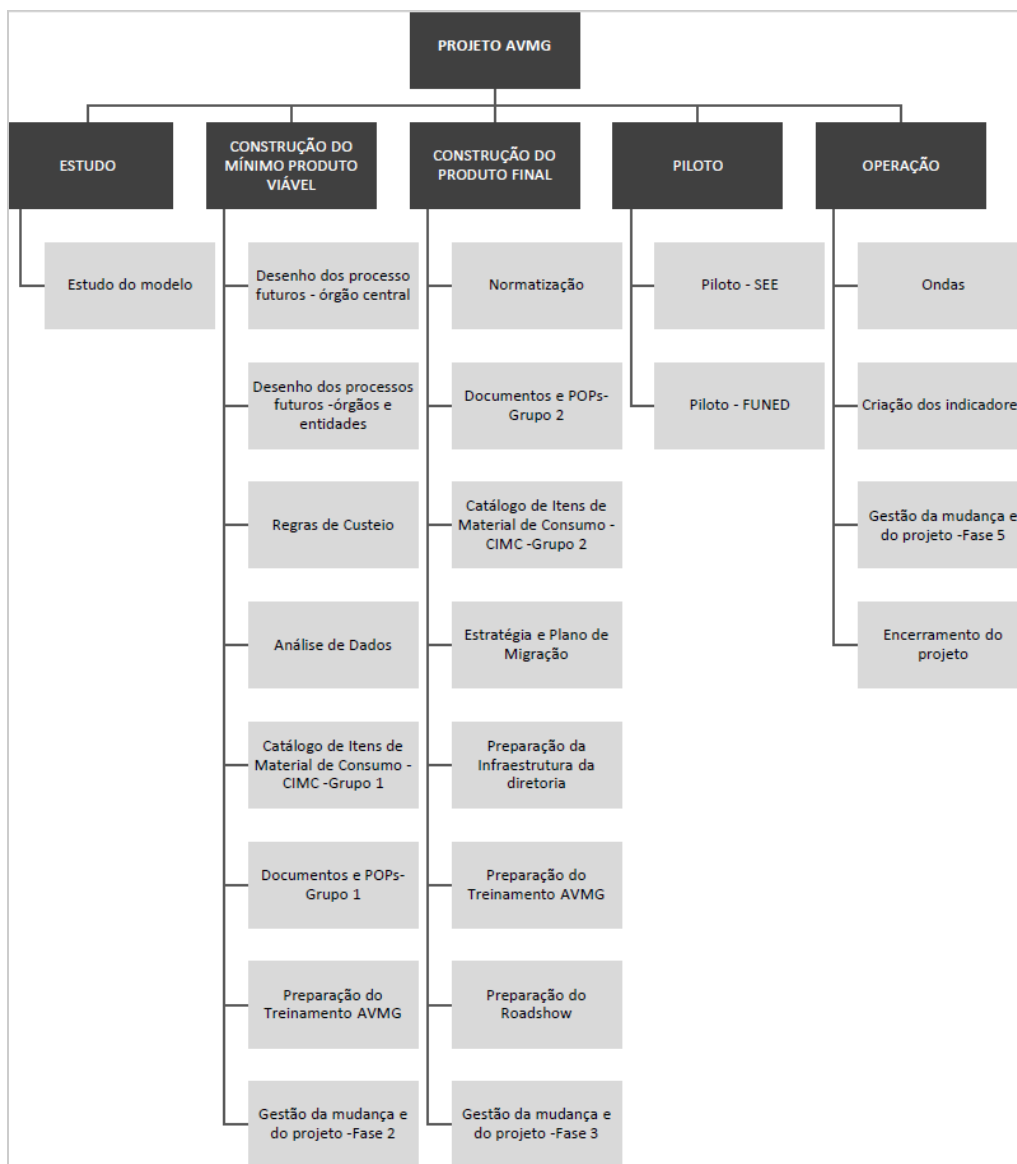 PROJETO AVMG
ESTUDO
CONSTRUÇÃO DO
MÍNIMO PRODUTO
VIÁVEL
CONSTRUÇÃO DO
PRODUTO FINAL
PILOTO
OPERAÇÃO
Estudo do modelo
Desenho dos processo
futuros - órgão central
Desenho dos processos
futuros -órgãos e
entidades
Regras de Custeio
Análise de Dados
Catálogo de Itens de
Material de Consumo -
CIMC -Grupo 1
Documentos e POPs-
Grupo 1
Preparação do
Treinamento AVMG
Gestão da mudança e
do projeto -Fase 2
Normatização
Documentos e POPs-
Grupo 2
Catálogo de Itens de
Material de Consumo -
CIMC -Grupo 2
Estratégia e Plano de
Migração
Preparação da
Infraestrutura da
diretoria
Preparação do
Treinamento AVMG
Preparação do
Roadshow
Gestão da mudança e
do projeto -Fase 3
Piloto - SEE
Piloto - FUNED
Ondas
Criação dos indicadore
Gestão da mudança e
do projeto -Fase 5
Encerramento do
projeto